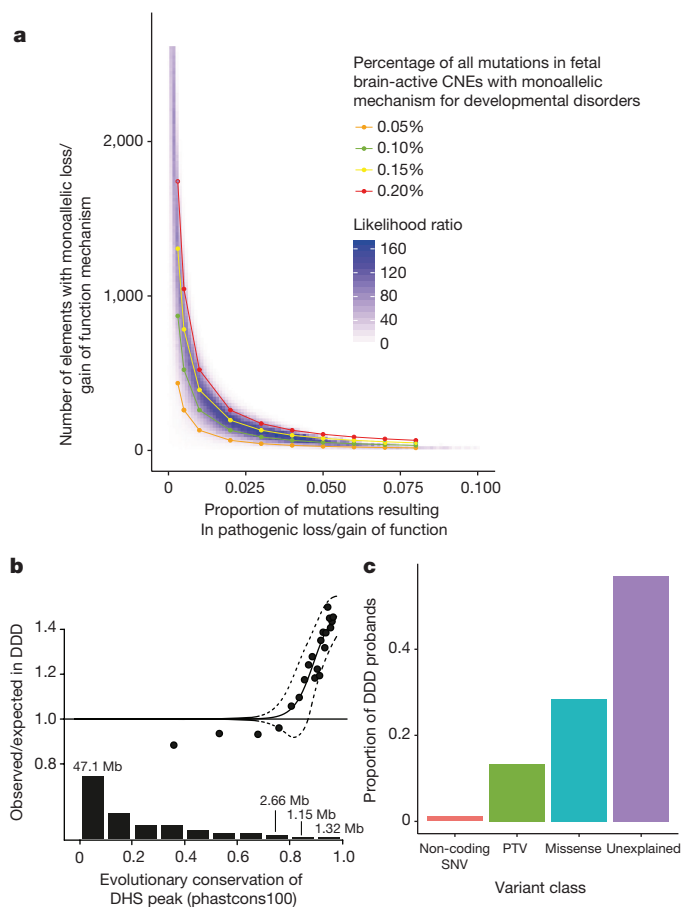 a
Percentage of all mutations in fetal
brain-active CNEs with monoallelic
mechanism for developmental disorders
0.05%
0.10%
0.15%
0.20%
Likelihood ratio
160
120
80
40
0
Number of elements with monoallelic loss/
gain of function mechanism
2,000
1,000
0
0
0.025
0.050
0.075
0.100
Proportion of mutations resulting
In pathogenic loss/gain of function
b
Observed/expected in DDD
1.4
1.2
1.0
0.8
47.1 Mb
2.66 Mb
1.15 Mb
1.32 Mb
0
0.2
0.4
0.6
0.8
1.0
Evolutionary conservation of
DHS peak (phastcons100)
c
Proportion of DDD probands
0.4
0.2
0
Non-coding
SNV
PTV
Missense
Unexplained
Variant class